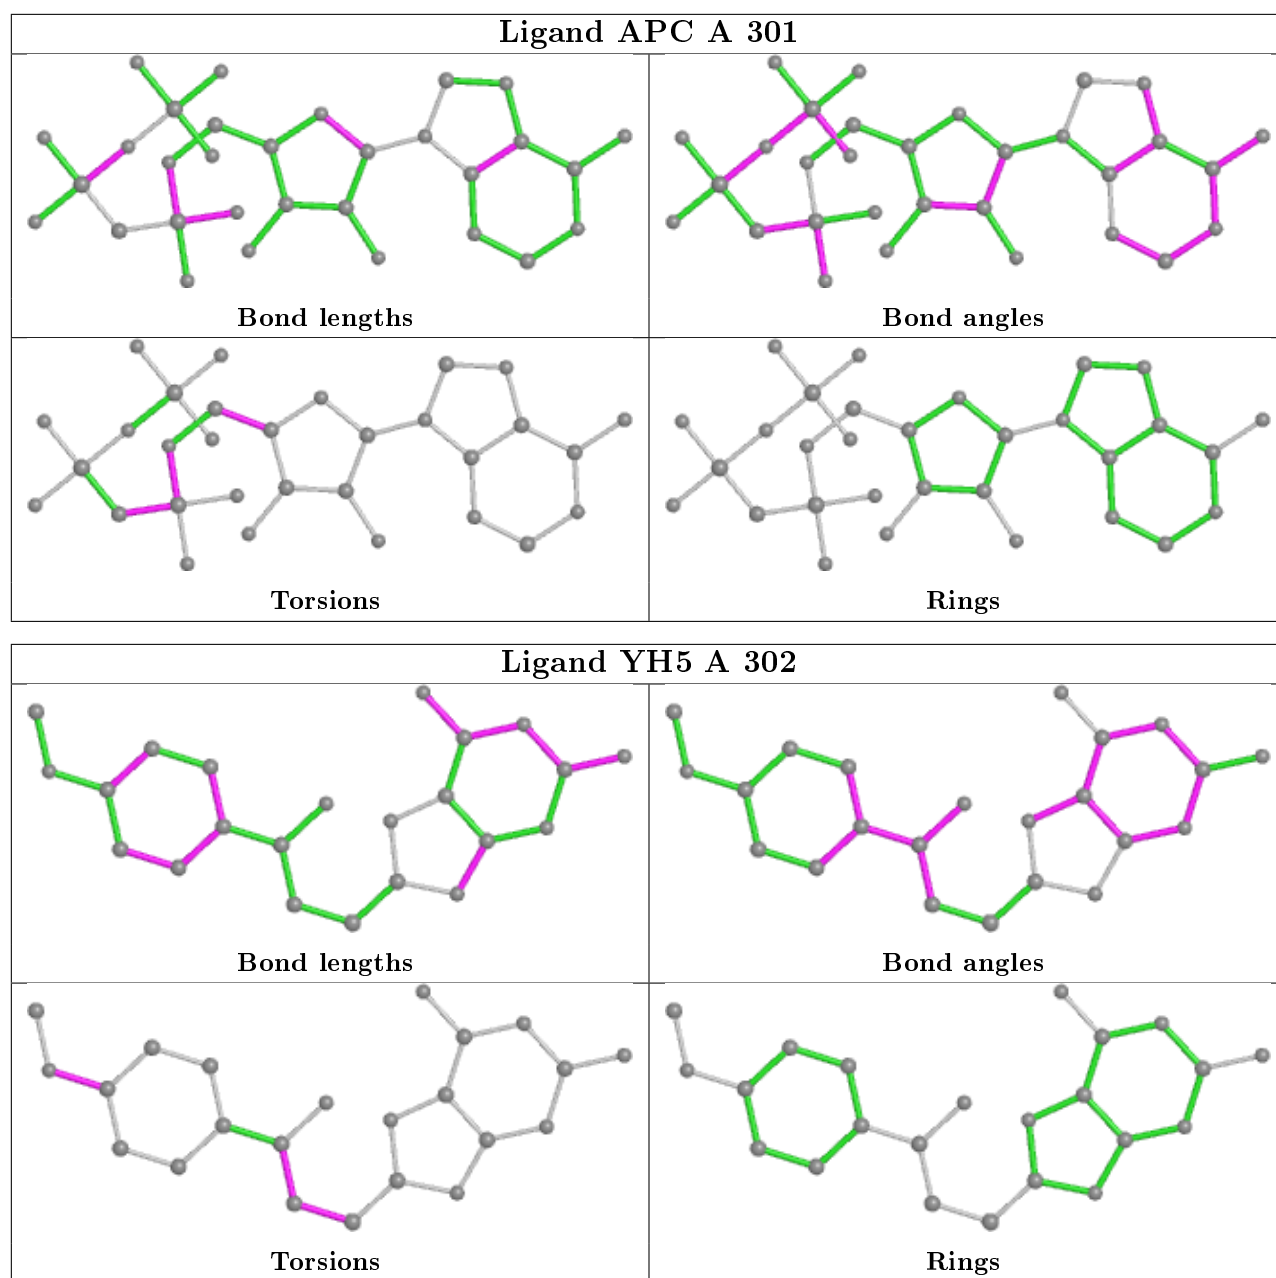 Ligand APC A 301
Bond lengths
Bond angles
Torsions
Rings
Ligand YH5 A 302
Bond lengths
Bond angles
Torsions
Rings